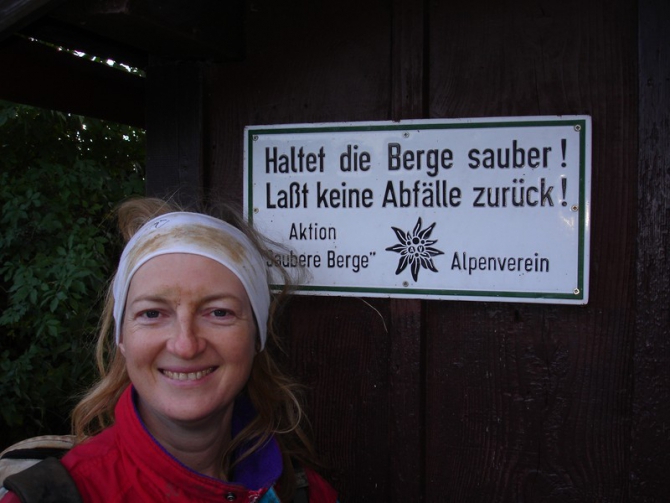 Haltet die Berge sauber!
Laßt keine Abfälle zurück!
Aktion
Saubere Berge" Alpenverein